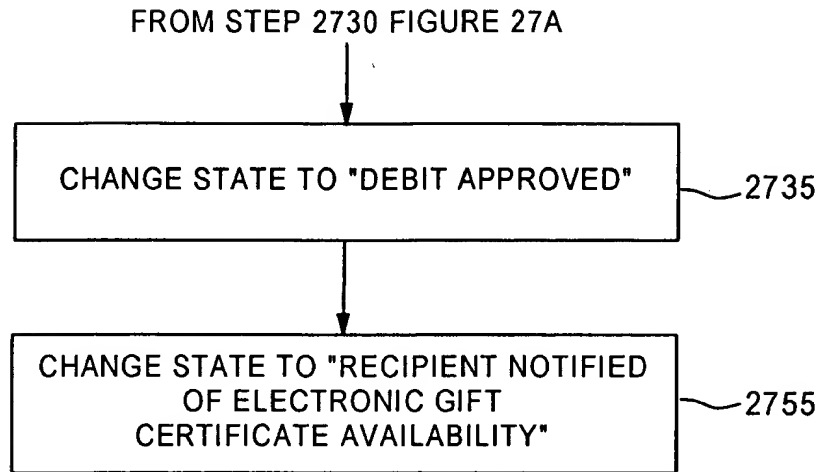 FROM STEP 2730 FIGURE 27A
CHANGE STATE TO "DEBIT APPROVED"
2735
CHANGE STATE TO "RECIPIENT NOTIFIED
OF ELECTRONIC GIFT
CERTIFICATE AVAILABILITY"
2755